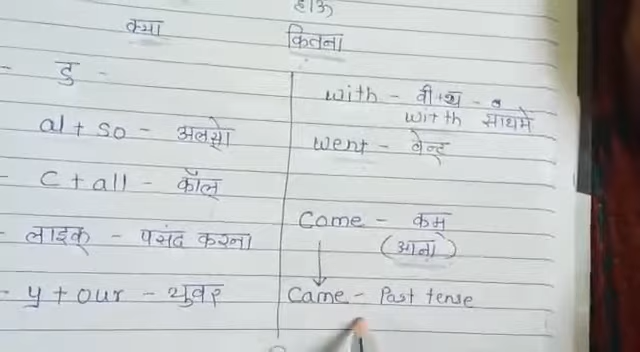 हाऊ
क्या कितना
- डु -
with - वी+थ -
with साथमे
al + so - अलसो
went - वेन्ट
- c + all - कॉल
Come - कम
(आना)
- लाइक - पसंद करना
- y + our - युवर
Came - Past tense